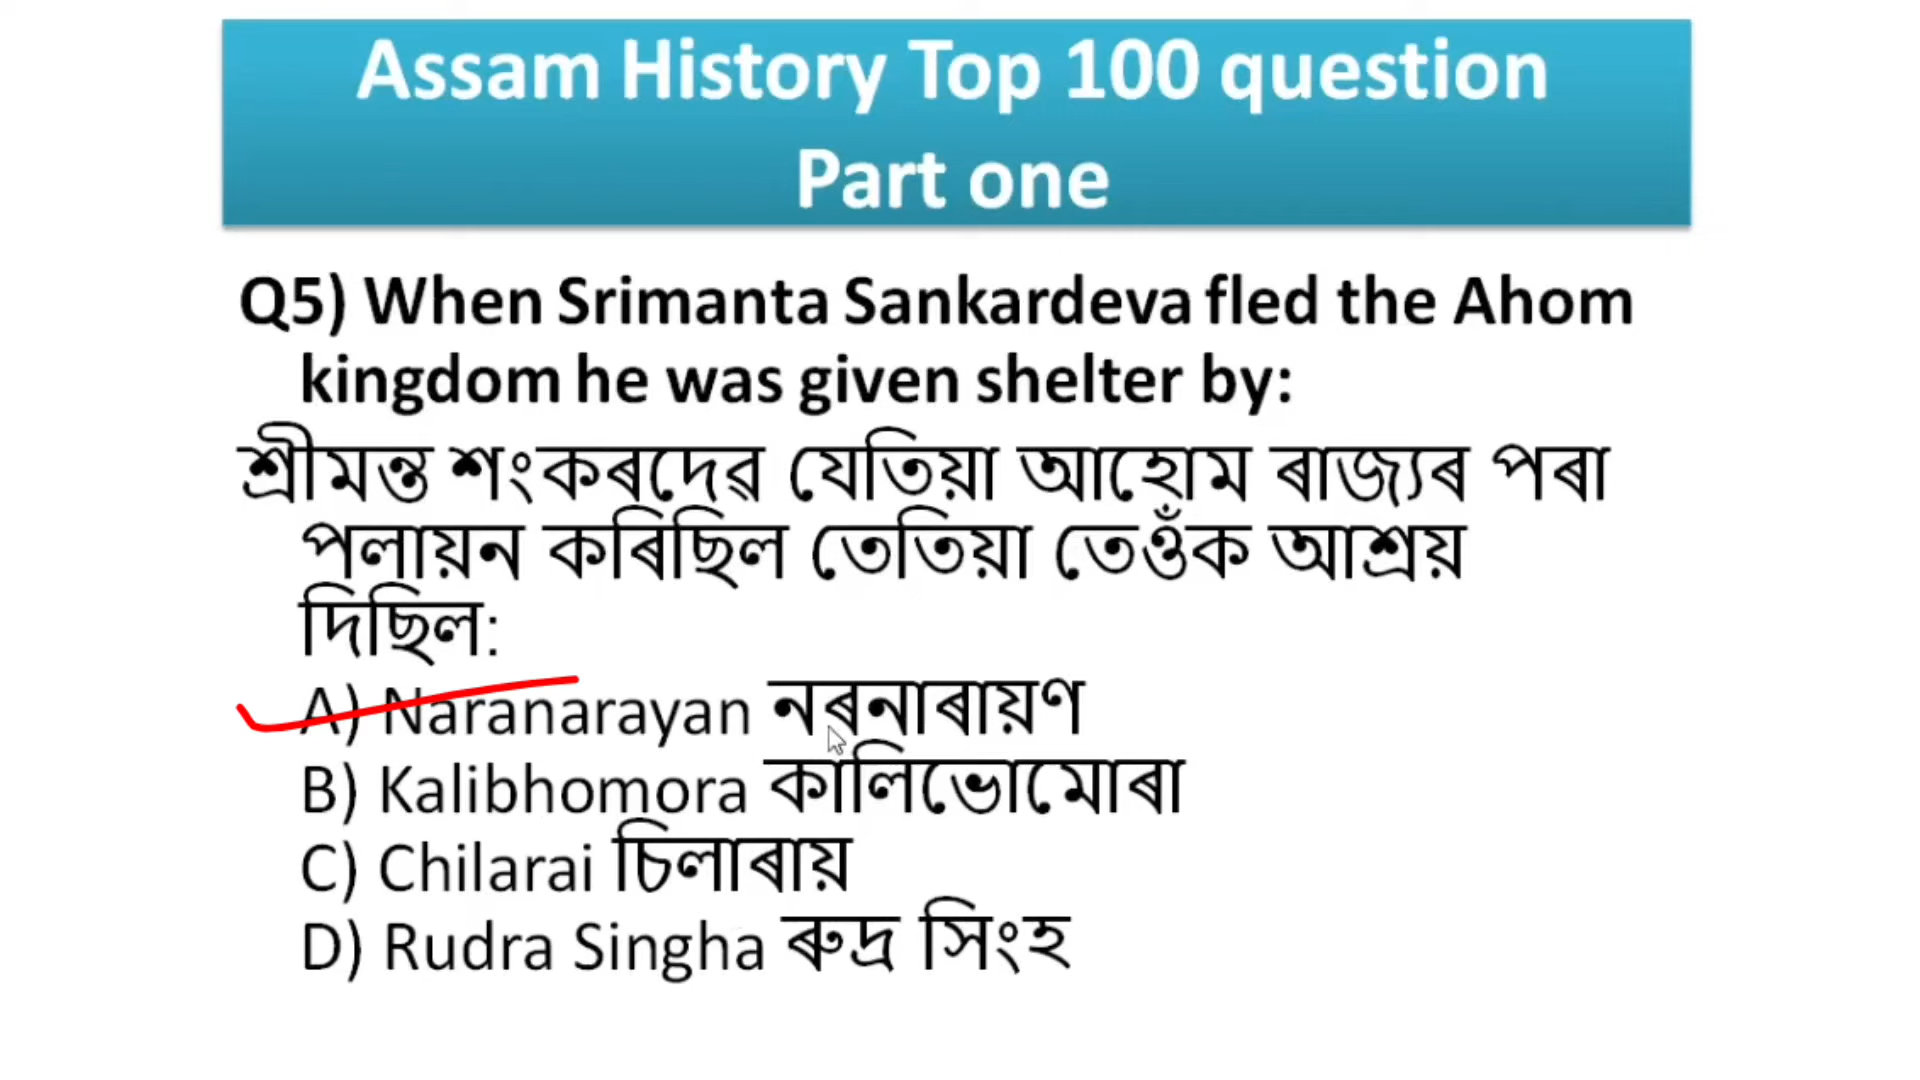 Assam History Top 100 question
Part one
Q5) When Srimanta Sankardeva fled the Ahom
kingdom he was given shelter by:
শ্ৰীমন্ত শংকৰদেৱ যেতিয়া আহোম ৰাজ্যৰ পৰা
পলায়ন কৰিছিল তেতিয়া তেওঁক আশ্ৰয়
দিছিল:
A) Naranarayan নৰনাৰায়ণ
B) Kalibhomora কালিভোমোৰা
C) Chilarai চিলাৰায়
D) Rudra Singha ৰুদ্ৰ সিংহ